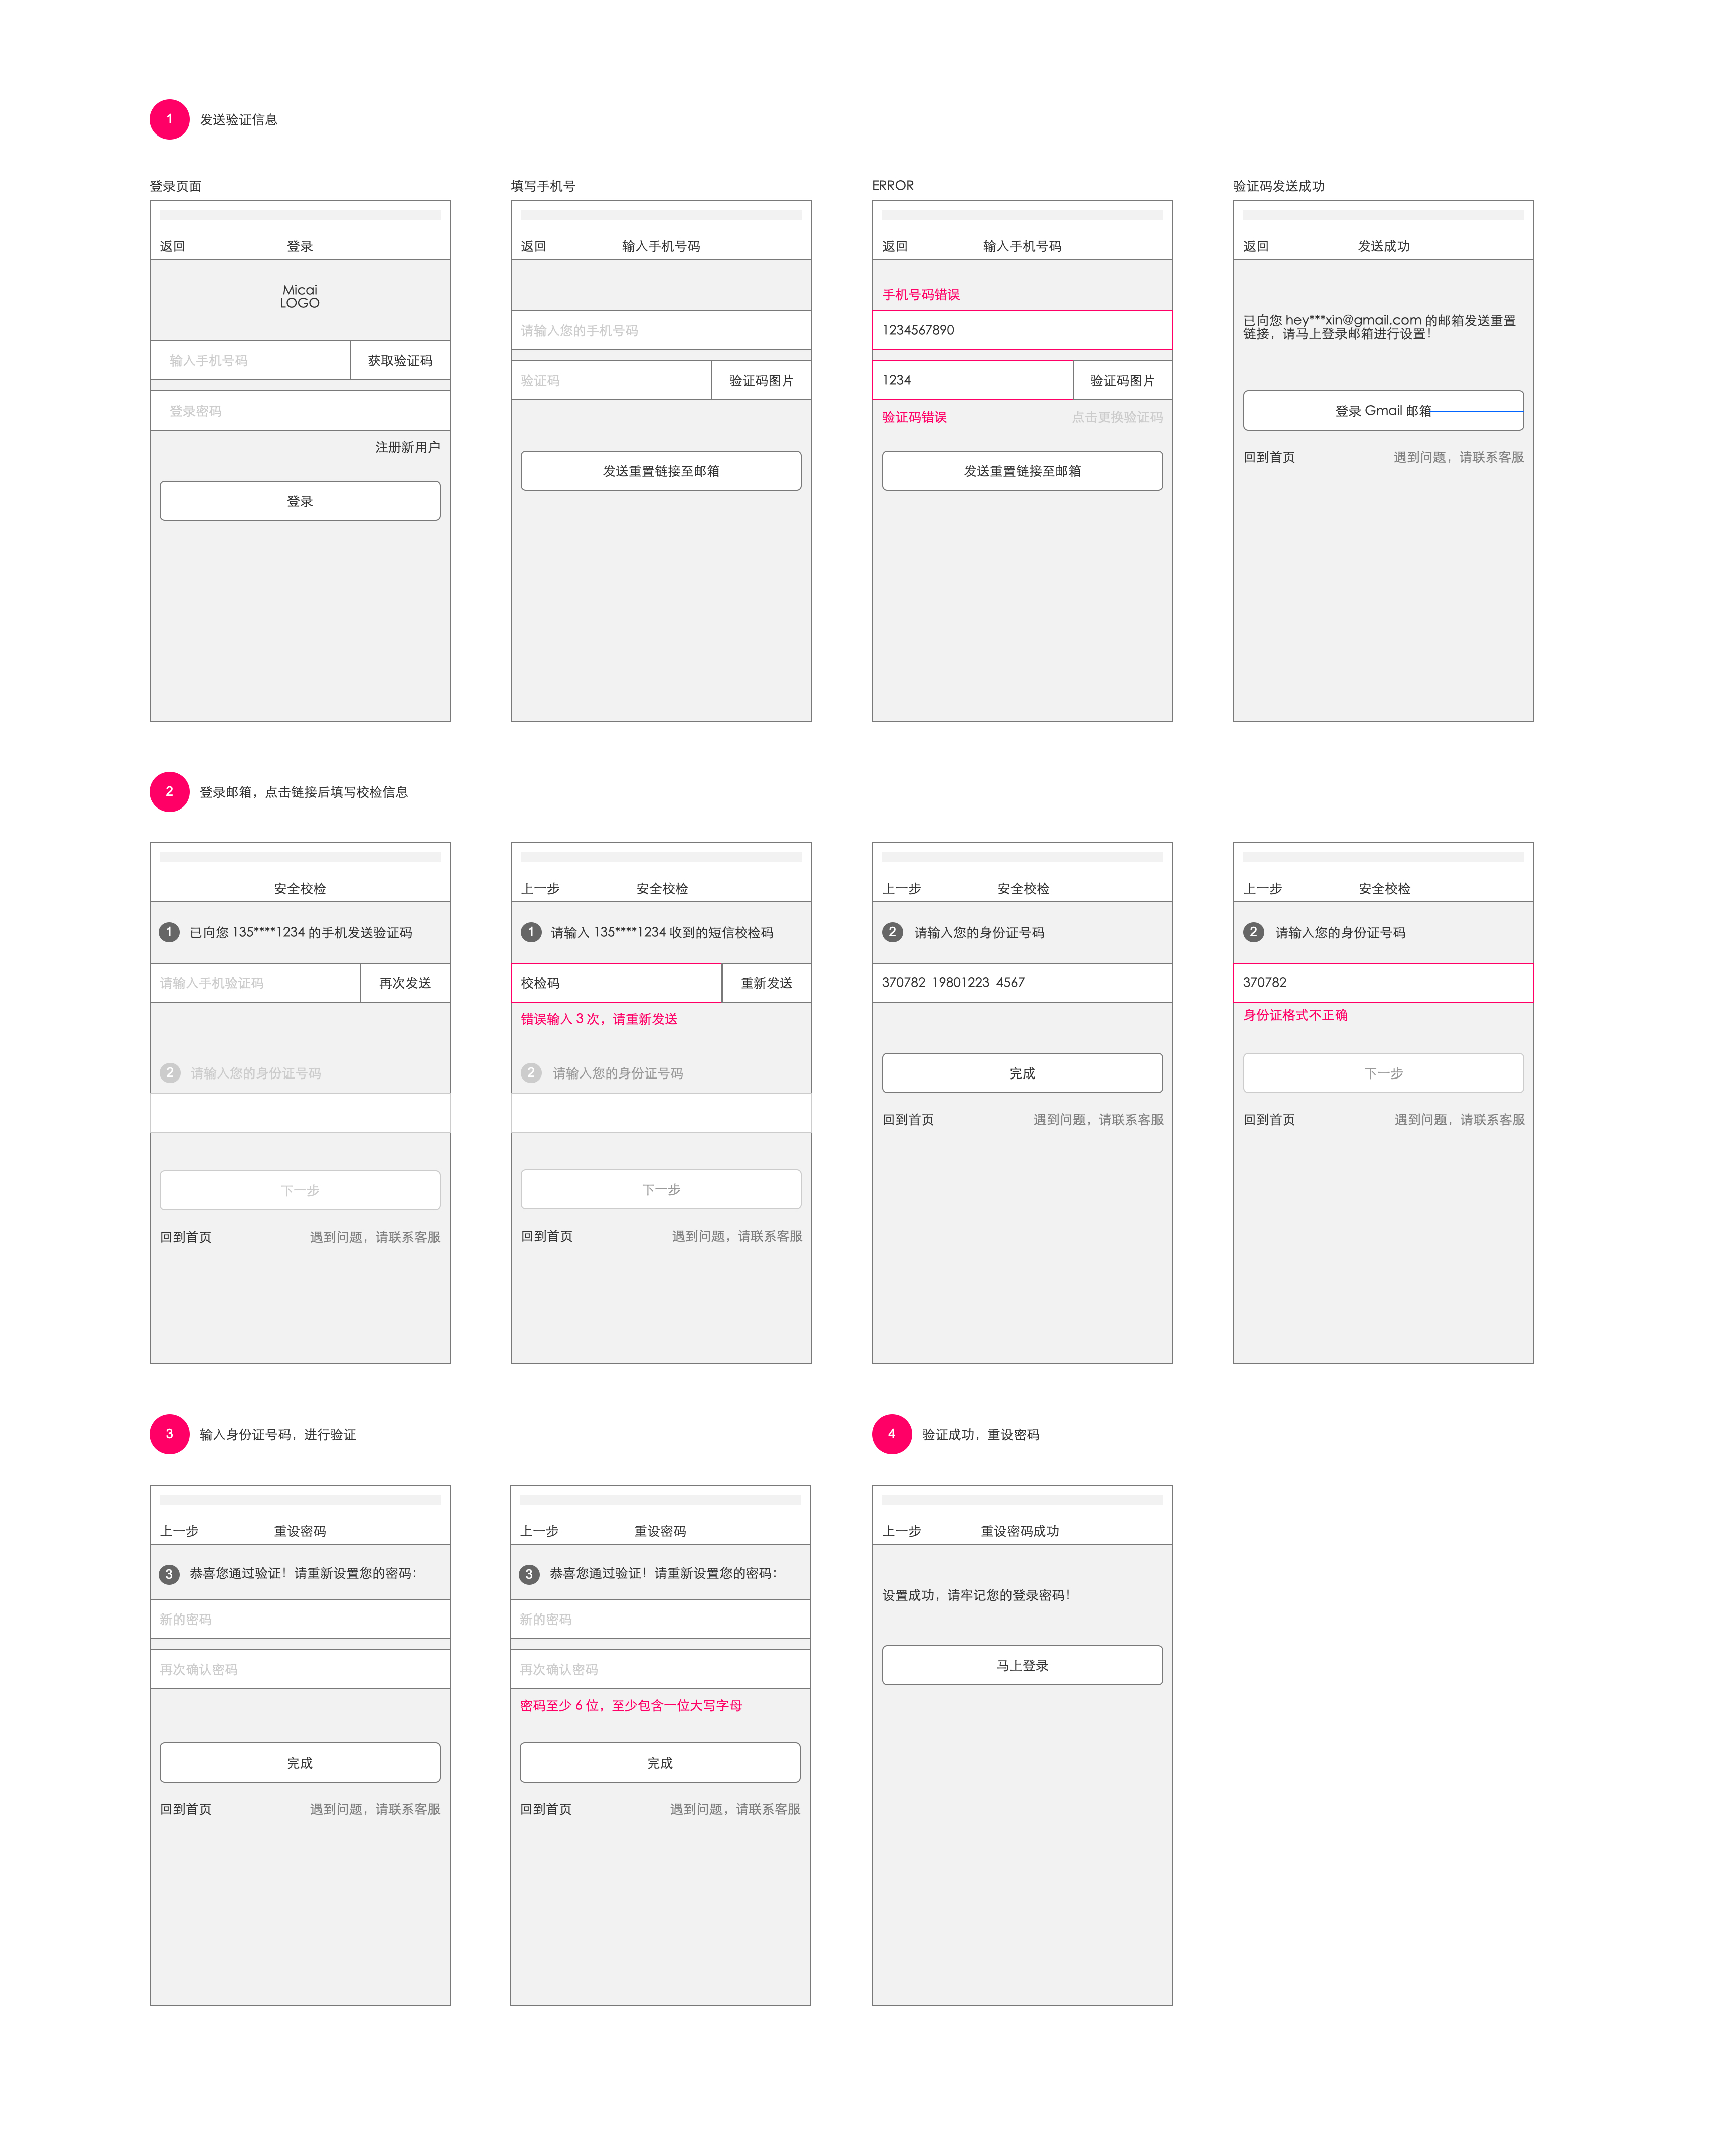 1 发送验证信息
登录页面
返回 登录
Micai
LOGO
输入手机号码 获取验证码
登录密码
注册新用户
登录
填写手机号
返回 输入手机号码
请输入您的手机号码
验证码 验证码图片
发送重置链接至邮箱
ERROR
返回 输入手机号码
手机号码错误
1234567890
1234 验证码图片
验证码错误 点击更换验证码
发送重置链接至邮箱
验证码发送成功
返回 发送成功
已向您 hey***xin@gmail.com 的邮箱发送重置
链接，请马上登录邮箱进行设置！
登录 Gmail 邮箱
回到首页 遇到问题，请联系客服
2 登录邮箱，点击链接后填写校检信息
安全校检
1 已向您 135****1234 的手机发送验证码
请输入手机验证码 再次发送
2 请输入您的身份证号码
下一步
回到首页 遇到问题，请联系客服
上一步 安全校检
1 请输入 135****1234 收到的短信校检码
校检码 重新发送
错误输入 3 次，请重新发送
2 请输入您的身份证号码
下一步
回到首页 遇到问题，请联系客服
上一步 安全校检
2 请输入您的身份证号码
370782 19801223 4567
完成
回到首页 遇到问题，请联系客服
上一步 安全校检
2 请输入您的身份证号码
370782
身份证格式不正确
下一步
回到首页 遇到问题，请联系客服
3 输入身份证号码，进行验证
上一步 重设密码
3 恭喜您通过验证！请重新设置您的密码：
新的密码
再次确认密码
完成
回到首页 遇到问题，请联系客服
上一步 重设密码
3 恭喜您通过验证！请重新设置您的密码：
新的密码
再次确认密码
密码至少 6 位，至少包含一位大写字母
完成
回到首页 遇到问题，请联系客服
4 验证成功，重设密码
上一步 重设密码成功
设置成功，请牢记您的登录密码！
马上登录